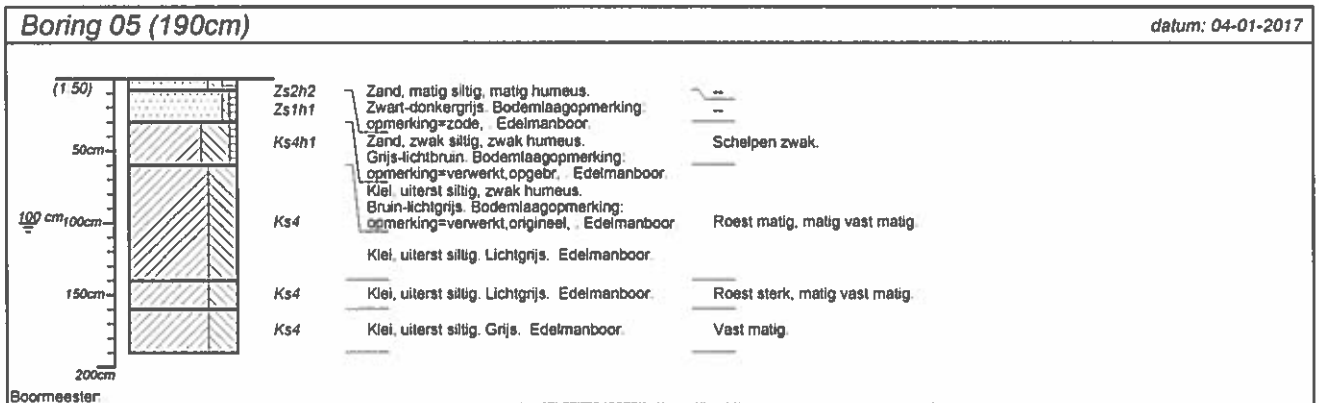 Boring 05 (190cm)
datum: 04-01-2017
(1:50)
50cm
100 cm
100cm
150cm
200cm
Zs2h2
Zs1h1
Ks4h1
Ks4
Ks4
Ks4
Zand, matig siltig, matig humeus.
Zwart-donkergrijs. Bodemlaagopmerking:
opmerking=zode, Edelmanboor.
Zand, zwak siltig, zwak humeus.
Grijs-lichtbruin. Bodemlaagopmerking:
opmerking=verwerkt,opgebr, . Edelmanboor.
Klei, uiterst siltig, zwak humeus.
Bruin-lichtgrijs. Bodemlaagopmerking:
opmerking=verwerkt,origineel, . Edelmanboor.
Klei, uiterst siltig. Lichtgrijs. Edelmanboor.
Klei, uiterst siltig. Lichtgrijs. Edelmanboor.
Klei, uiterst siltig. Grijs. Edelmanboor.
--
--
Schelpen zwak.
Roest matig, matig vast matig.
Roest sterk, matig vast matig.
Vast matig.
Boormeester: